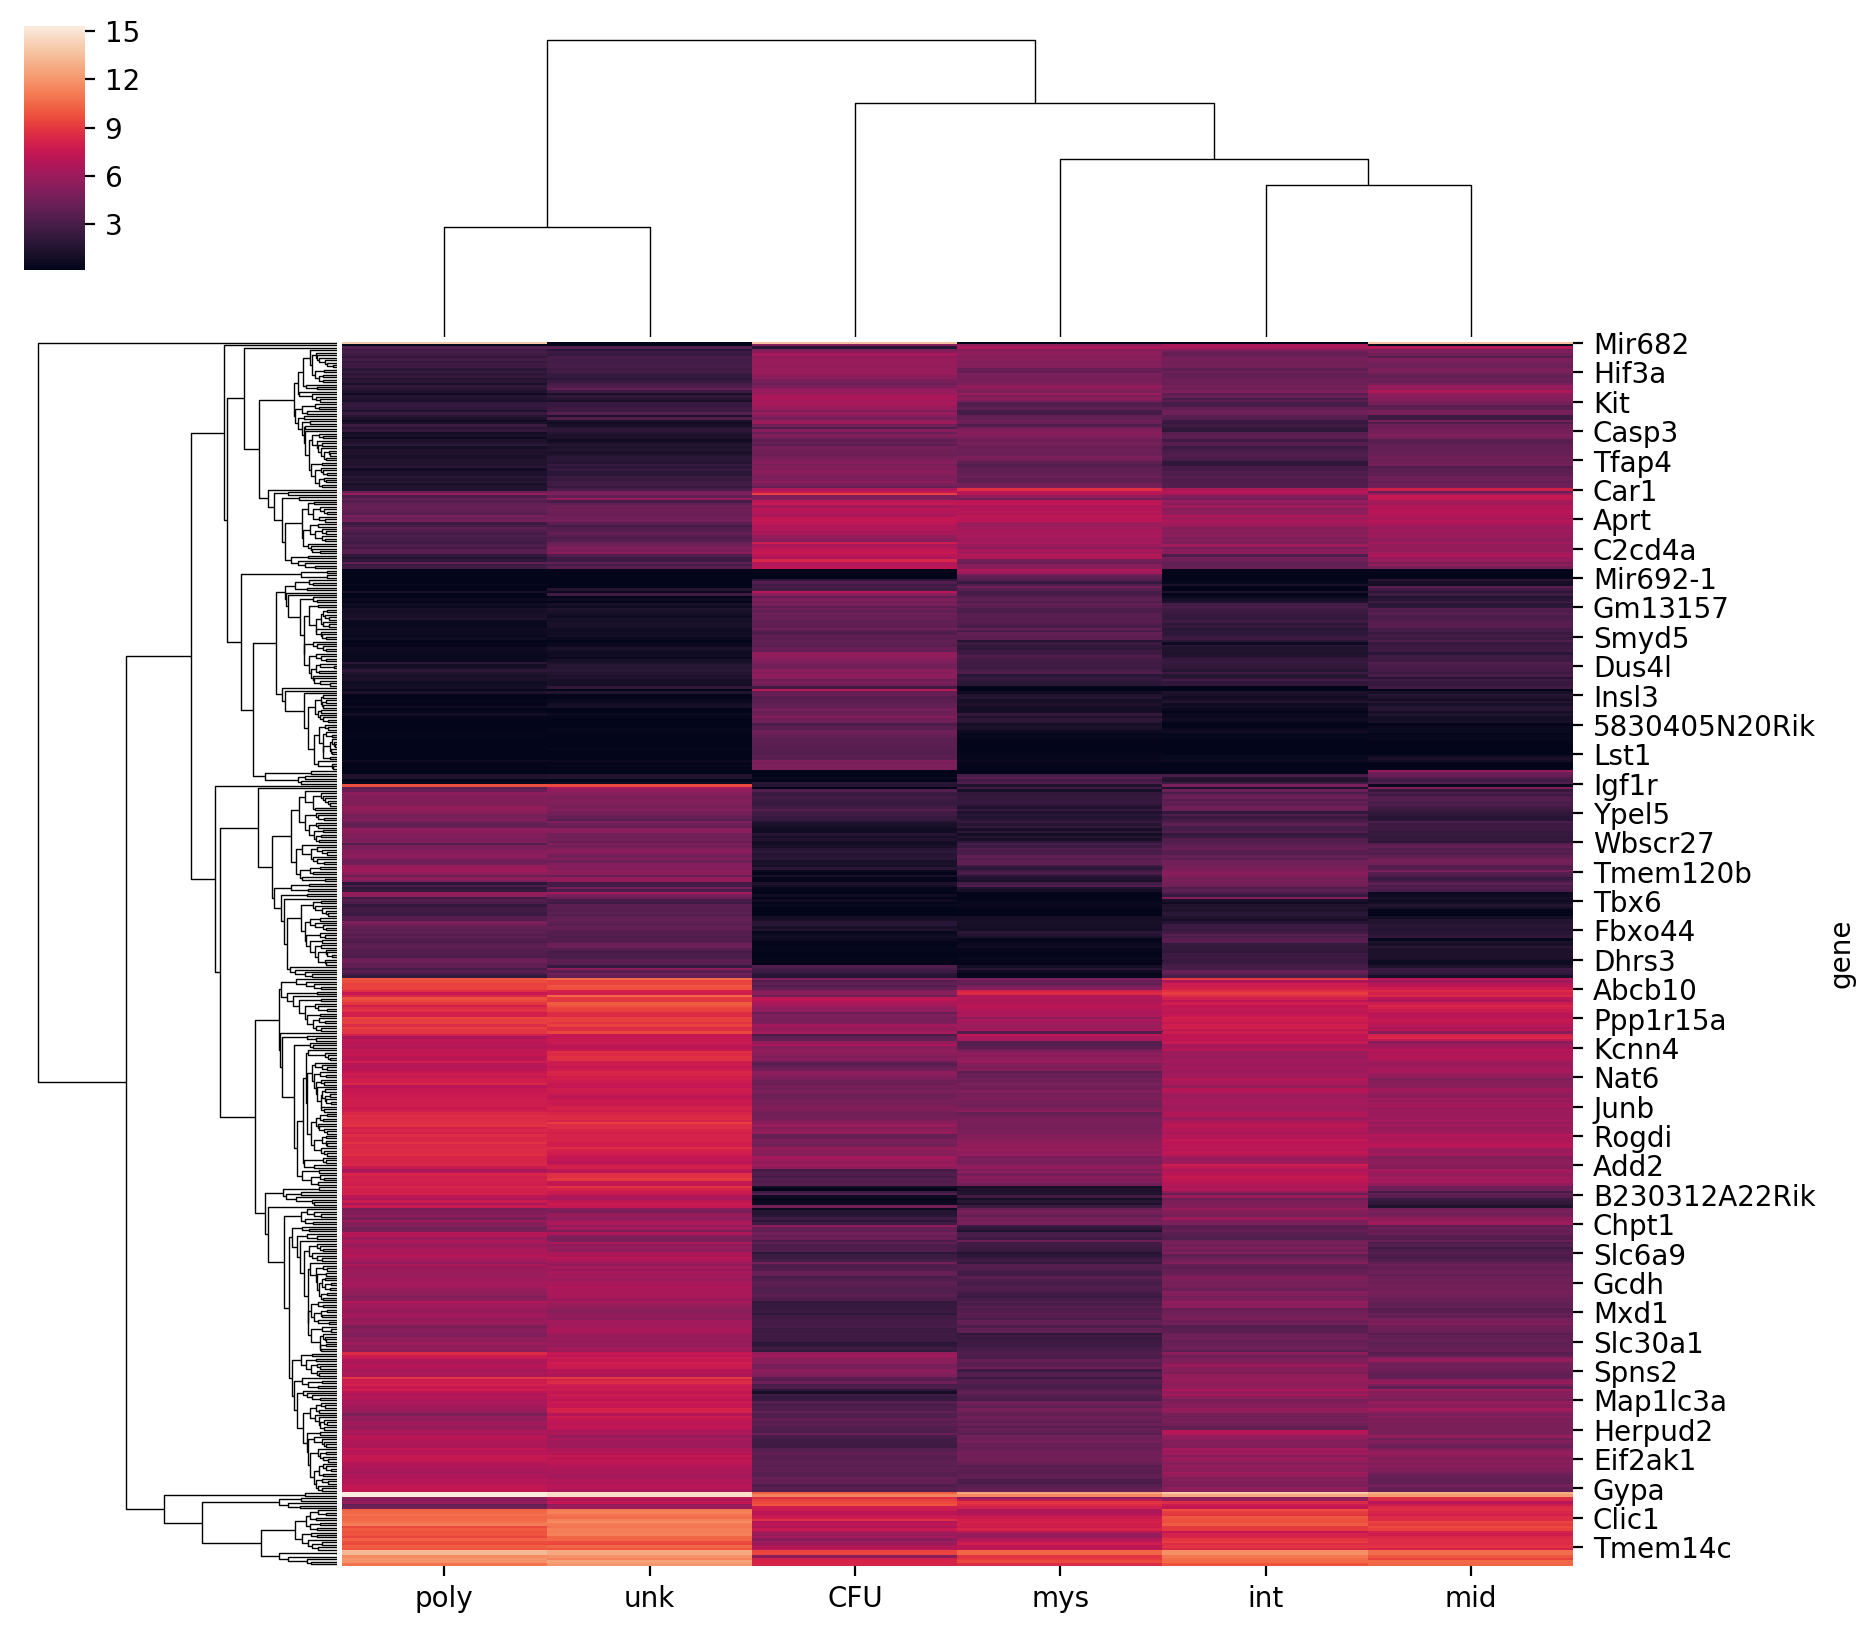 15
12
9
6
3
Mir682
Hif3a
Kit
Casp3
Tfap4
Car1
Aprt
C2cd4a
Mir692-1
Gm13157
Smyd5
Dus4l
Insl3
5830405N20Rik
Lst1
Igf1r
Ypel5
Wbscr27
Tmem120b
Tbx6
Fbxo44
Dhrs3
Abcb10
Ppp1r15a
Kcnn4
Nat6
Junb
Rogdi
Add2
B230312A22Rik
Chpt1
Slc6a9
Gcdh
Mxd1
Slc30a1
Spns2
Map1lc3a
Herpud2
Eif2ak1
Gypa
Clic1
Tmem14c
gene
poly unk CFU mys int mid